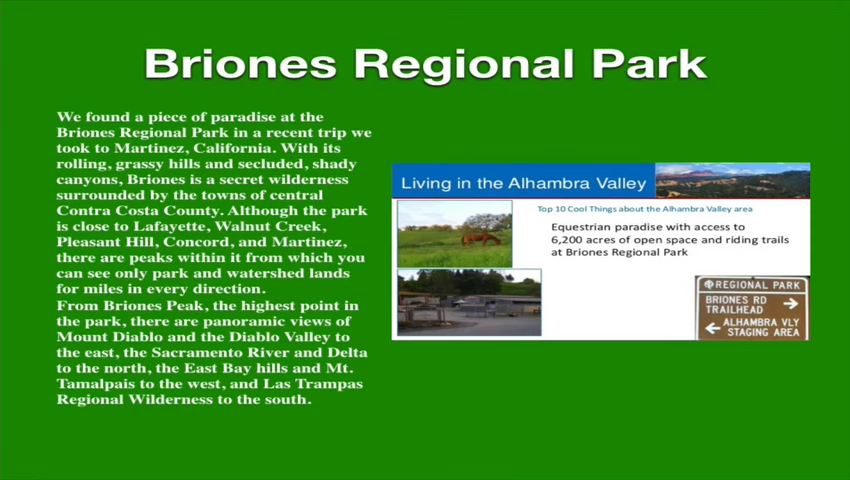 Briones Regional Park
We found a piece of paradise at the
Briones Regional Park in a recent trip we
took to Martinez, California. With its
rolling, grassy hills and secluded, shady
canyons, Briones is a secret wilderness
surrounded by the towns of central
Contra Costa County. Although the park
is close to Lafayette, Walnut Creek,
Pleasant Hill, Concord, and Martinez,
there are peaks within it from which you
can see only park and watershed lands
for miles in every direction.
From Briones Peak, the highest point in
the park, there are panoramic views of
Mount Diablo and the Diablo Valley to
the east, the Sacramento River and Delta
to the north, the East Bay hills and Mt.
Tamalpais to the west, and Las Trampas
Regional Wilderness to the south.
Living in the Alhambra Valley
Top 10 Cool Things about the Alhambra Valley area
Equestrian paradise with access to
6,200 acres of open space and riding trails
at Briones Regional Park
REGIONAL PARK
BRIONES RD
TRAILHEAD
ALHAMBRA VLY
STAGING AREA